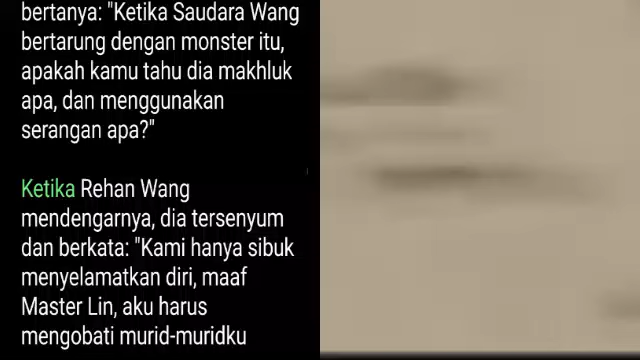 bertanya: "Ketika Saudara Wang
bertarung dengan monster itu,
apakah kamu tahu dia makhluk
apa, dan menggunakan
serangan apa?"
Ketika Rehan Wang
mendengarnya, dia tersenyum
dan berkata: "Kami hanya sibuk
menyelamatkan diri, maaf
Master Lin, aku harus
mengobati murid-muridku